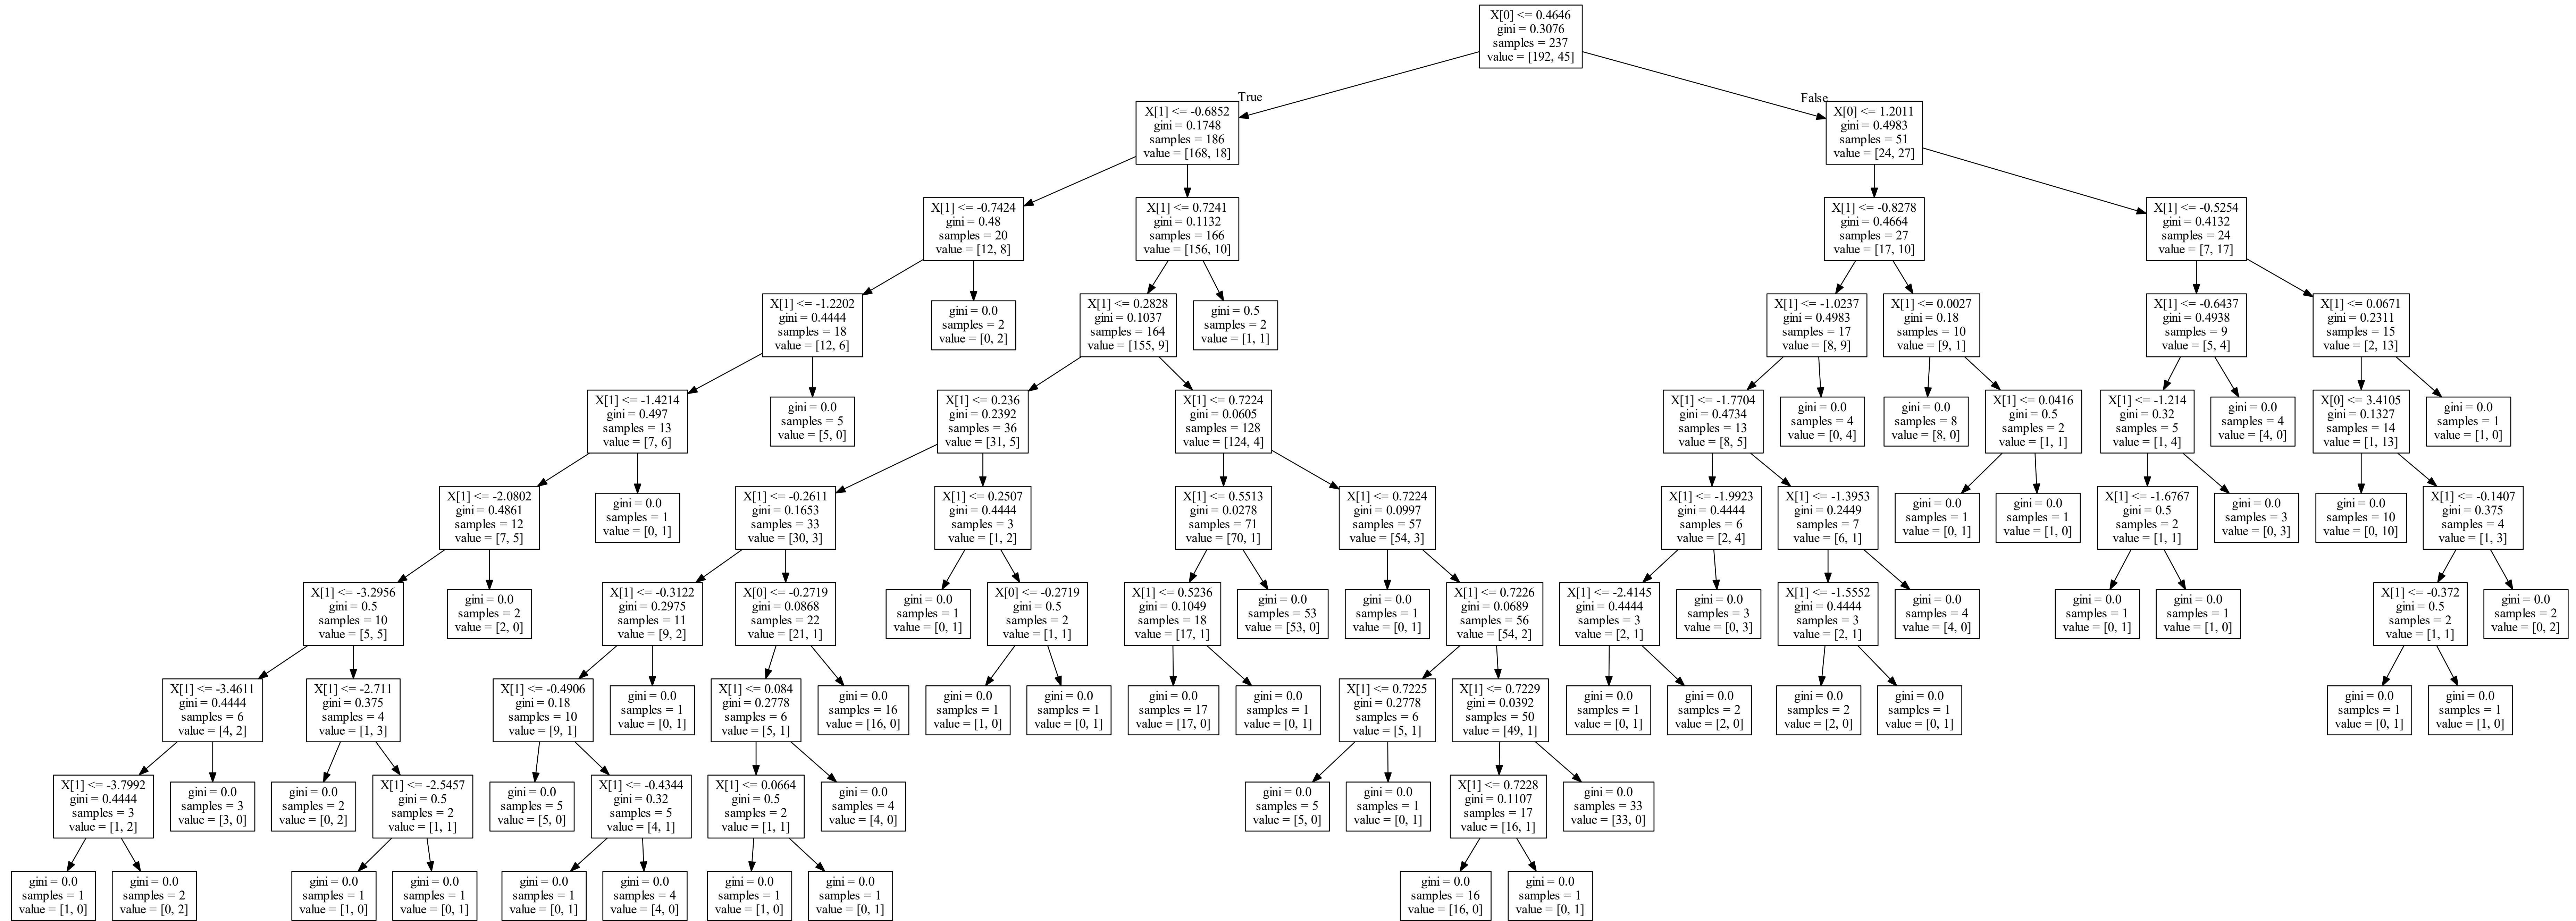 X[0] <= 0.4646
gini = 0.3076
samples = 237
value = [192, 45]
True
False
X[1] <= -0.6852
gini = 0.1748
samples = 186
value = [168, 18]
X[0] <= 1.2011
gini = 0.4983
samples = 51
value = [24, 27]
X[1] <= -0.7424
gini = 0.48
samples = 20
value = [12, 8]
X[1] <= 0.7241
gini = 0.1132
samples = 166
value = [156, 10]
X[1] <= -0.8278
gini = 0.4664
samples = 27
value = [17, 10]
X[1] <= -0.5254
gini = 0.4132
samples = 24
value = [7, 17]
X[1] <= -1.2202
gini = 0.4444
samples = 18
value = [12, 6]
gini = 0.0
samples = 2
value = [0, 2]
X[1] <= 0.2828
gini = 0.1037
samples = 164
value = [155, 9]
gini = 0.5
samples = 2
value = [1, 1]
X[1] <= -1.0237
gini = 0.4983
samples = 17
value = [8, 9]
X[1] <= 0.0027
gini = 0.18
samples = 10
value = [9, 1]
X[1] <= -0.6437
gini = 0.4938
samples = 9
value = [5, 4]
X[1] <= 0.0671
gini = 0.2311
samples = 15
value = [2, 13]
X[1] <= -1.4214
gini = 0.497
samples = 13
value = [7, 6]
gini = 0.0
samples = 5
value = [5, 0]
X[1] <= 0.236
gini = 0.2392
samples = 36
value = [31, 5]
X[1] <= 0.7224
gini = 0.0605
samples = 128
value = [124, 4]
X[1] <= -1.7704
gini = 0.4734
samples = 13
value = [8, 5]
gini = 0.0
samples = 4
value = [0, 4]
gini = 0.0
samples = 8
value = [8, 0]
X[1] <= 0.0416
gini = 0.5
samples = 2
value = [1, 1]
X[1] <= -1.214
gini = 0.32
samples = 5
value = [1, 4]
gini = 0.0
samples = 4
value = [4, 0]
X[0] <= 3.4105
gini = 0.1327
samples = 14
value = [1, 13]
gini = 0.0
samples = 1
value = [1, 0]
X[1] <= -2.0802
gini = 0.4861
samples = 12
value = [7, 5]
gini = 0.0
samples = 1
value = [0, 1]
X[1] <= -0.2611
gini = 0.1653
samples = 33
value = [30, 3]
X[1] <= 0.2507
gini = 0.4444
samples = 3
value = [1, 2]
X[1] <= 0.5513
gini = 0.0278
samples = 71
value = [70, 1]
X[1] <= 0.7224
gini = 0.0997
samples = 57
value = [54, 3]
X[1] <= -1.9923
gini = 0.4444
samples = 6
value = [2, 4]
X[1] <= -1.3953
gini = 0.2449
samples = 7
value = [6, 1]
gini = 0.0
samples = 1
value = [0, 1]
gini = 0.0
samples = 1
value = [1, 0]
X[1] <= -1.6767
gini = 0.5
samples = 2
value = [1, 1]
gini = 0.0
samples = 3
value = [0, 3]
gini = 0.0
samples = 10
value = [0, 10]
X[1] <= -0.1407
gini = 0.375
samples = 4
value = [1, 3]
X[1] <= -3.2956
gini = 0.5
samples = 10
value = [5, 5]
gini = 0.0
samples = 2
value = [2, 0]
X[1] <= -0.3122
gini = 0.2975
samples = 11
value = [9, 2]
X[0] <= -0.2719
gini = 0.0868
samples = 22
value = [21, 1]
gini = 0.0
samples = 1
value = [0, 1]
X[0] <= -0.2719
gini = 0.5
samples = 2
value = [1, 1]
X[1] <= 0.5236
gini = 0.1049
samples = 18
value = [17, 1]
gini = 0.0
samples = 53
value = [53, 0]
gini = 0.0
samples = 1
value = [0, 1]
X[1] <= 0.7226
gini = 0.0689
samples = 56
value = [54, 2]
X[1] <= -2.4145
gini = 0.4444
samples = 3
value = [2, 1]
gini = 0.0
samples = 3
value = [0, 3]
X[1] <= -1.5552
gini = 0.4444
samples = 3
value = [2, 1]
gini = 0.0
samples = 4
value = [4, 0]
gini = 0.0
samples = 1
value = [0, 1]
gini = 0.0
samples = 1
value = [1, 0]
X[1] <= -0.372
gini = 0.5
samples = 2
value = [1, 1]
gini = 0.0
samples = 2
value = [0, 2]
X[1] <= -3.4611
gini = 0.4444
samples = 6
value = [4, 2]
X[1] <= -2.711
gini = 0.375
samples = 4
value = [1, 3]
X[1] <= -0.4906
gini = 0.18
samples = 10
value = [9, 1]
gini = 0.0
samples = 1
value = [0, 1]
X[1] <= 0.084
gini = 0.2778
samples = 6
value = [5, 1]
gini = 0.0
samples = 16
value = [16, 0]
gini = 0.0
samples = 1
value = [1, 0]
gini = 0.0
samples = 1
value = [0, 1]
gini = 0.0
samples = 17
value = [17, 0]
gini = 0.0
samples = 1
value = [0, 1]
X[1] <= 0.7225
gini = 0.2778
samples = 6
value = [5, 1]
X[1] <= 0.7229
gini = 0.0392
samples = 50
value = [49, 1]
gini = 0.0
samples = 1
value = [0, 1]
gini = 0.0
samples = 2
value = [2, 0]
gini = 0.0
samples = 2
value = [2, 0]
gini = 0.0
samples = 1
value = [0, 1]
gini = 0.0
samples = 1
value = [0, 1]
gini = 0.0
samples = 1
value = [1, 0]
X[1] <= -3.7992
gini = 0.4444
samples = 3
value = [1, 2]
gini = 0.0
samples = 3
value = [3, 0]
gini = 0.0
samples = 2
value = [0, 2]
X[1] <= -2.5457
gini = 0.5
samples = 2
value = [1, 1]
gini = 0.0
samples = 5
value = [5, 0]
X[1] <= -0.4344
gini = 0.32
samples = 5
value = [4, 1]
X[1] <= 0.0664
gini = 0.5
samples = 2
value = [1, 1]
gini = 0.0
samples = 4
value = [4, 0]
gini = 0.0
samples = 5
value = [5, 0]
gini = 0.0
samples = 1
value = [0, 1]
X[1] <= 0.7228
gini = 0.1107
samples = 17
value = [16, 1]
gini = 0.0
samples = 33
value = [33, 0]
gini = 0.0
samples = 1
value = [1, 0]
gini = 0.0
samples = 2
value = [0, 2]
gini = 0.0
samples = 1
value = [1, 0]
gini = 0.0
samples = 1
value = [0, 1]
gini = 0.0
samples = 1
value = [0, 1]
gini = 0.0
samples = 4
value = [4, 0]
gini = 0.0
samples = 1
value = [1, 0]
gini = 0.0
samples = 1
value = [0, 1]
gini = 0.0
samples = 16
value = [16, 0]
gini = 0.0
samples = 1
value = [0, 1]